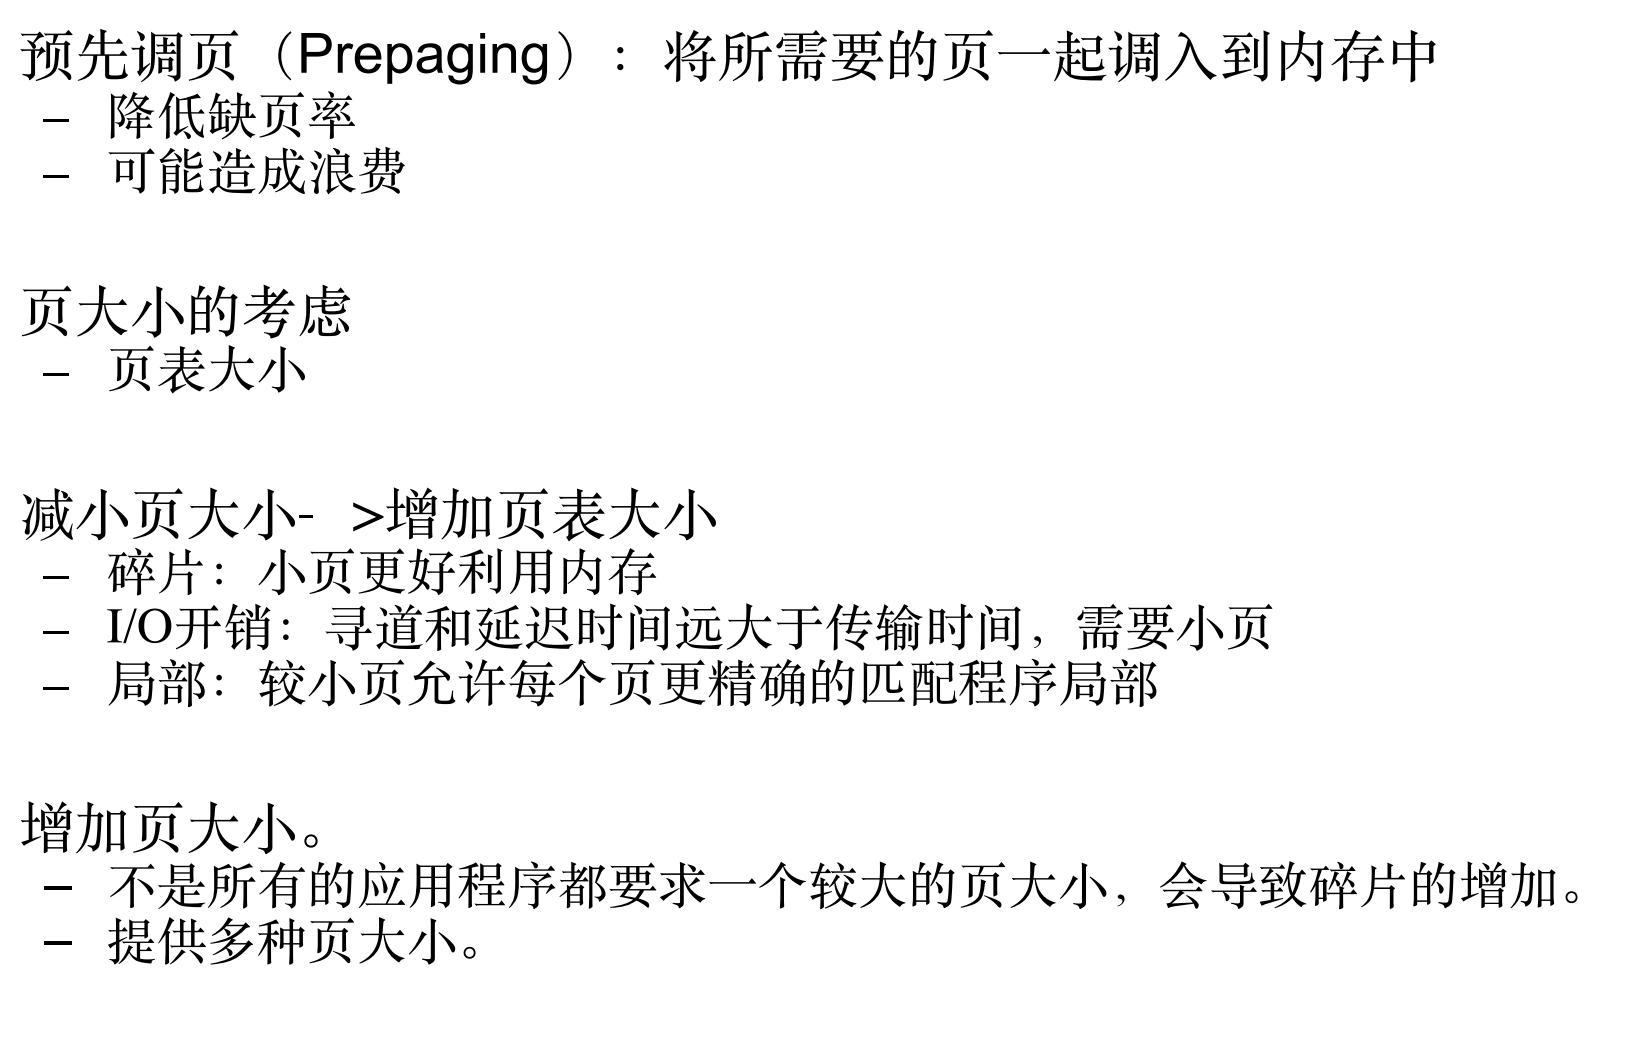 预先调页（Prepaging）：将所需要的页一起调入到内存中
– 降低缺页率
– 可能造成浪费
页大小的考虑
– 页表大小
减小页大小- >增加页表大小
– 碎片：小页更好利用内存
– I/O开销：寻道和延迟时间远大于传输时间，需要小页
– 局部：较小页允许每个页更精确的匹配程序局部
增加页大小。
– 不是所有的应用程序都要求一个较大的页大小，会导致碎片的增加。
– 提供多种页大小。